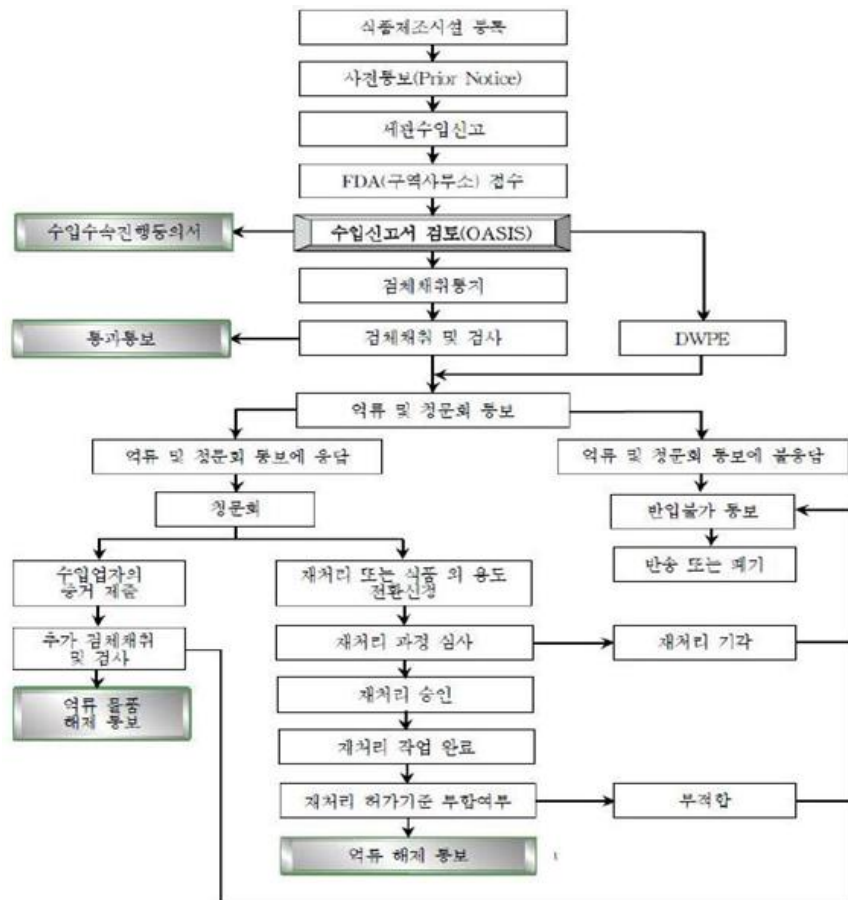 식품제조시설 등록
사전통보(Prior Notice)
세관수입신고
FDA(구역사무소) 접수
수입수속진행동의서
수입신고서 검토(OASIS)
검체채취통지
통과통보
검체채취 및 검사
DWPE
억류 및 청문회 통보
억류 및 청문회 통보에 응답
억류 및 청문회 통보에 불응답
청문회
반입불가 통보
수입업자의
증거 제출
재처리 또는 식품 외 용도
전환신청
반송 또는 폐기
추가 검체채취
및 검사
재처리 과정 심사
재처리 기각
억류 물품
해제 통보
재처리 승인
재처리 작업 완료
재처리 허가기준 부합여부
부적합
억류 해제 통보
1